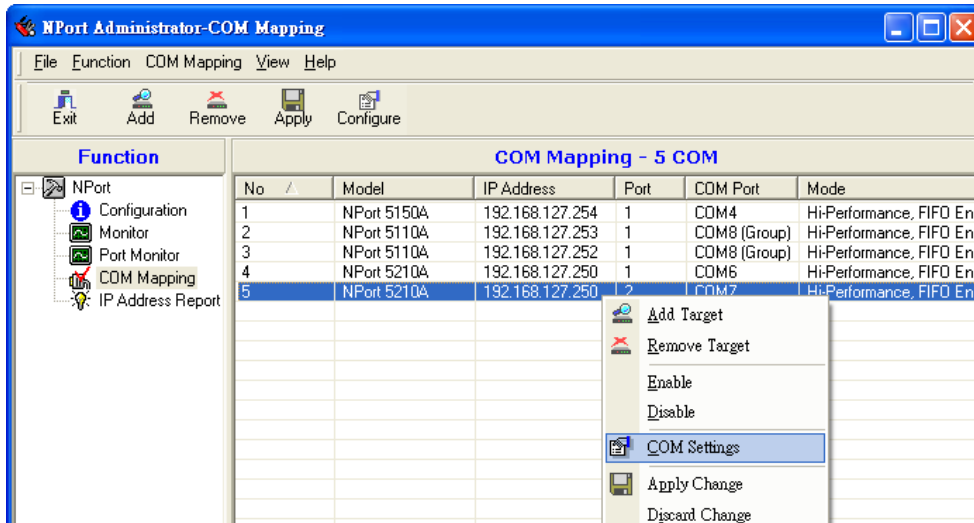 NPort Administrator-COM Mapping
File Function COM Mapping View Help
Exit Add Remove Apply Configure
Function
COM Mapping - 5 COM
NPort
Configuration
Monitor
Port Monitor
COM Mapping
IP Address Report
No Model IP Address Port COM Port Mode
1 NPort 5150A 192.168.127.254 1 COM4 Hi-Performance, FIFO En
2 NPort 5110A 192.168.127.253 1 COM8 (Group) Hi-Performance, FIFO En
3 NPort 5110A 192.168.127.252 1 COM8 (Group) Hi-Performance, FIFO En
4 NPort 5210A 192.168.127.250 1 COM6 Hi-Performance, FIFO En
5 NPort 5210A 192.168.127.250 2 COM7 Hi-Performance, FIFO En
Add Target
Remove Target
Enable
Disable
COM Settings
Apply Change
Discard Change